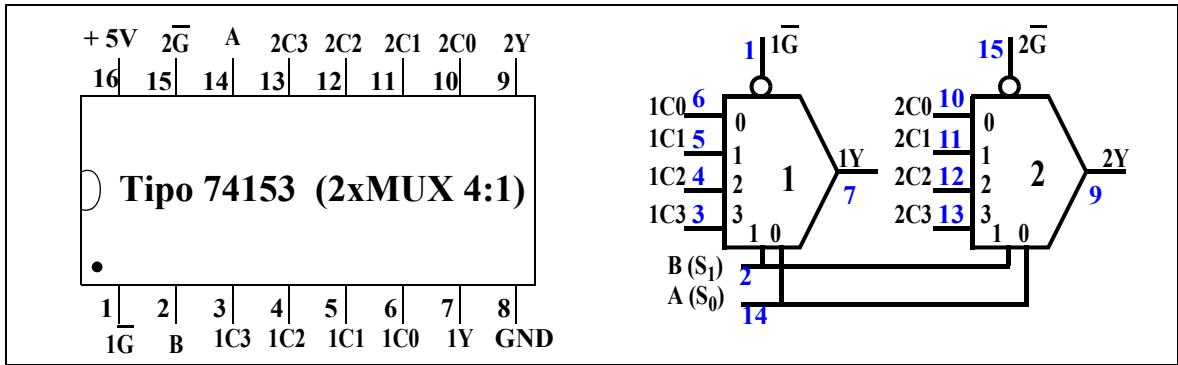 + 5V 2G̅ A 2C3 2C2 2C1 2C0 2Y
16 15 14 13 12 11 10 9
Tipo 74153 (2xMUX 4:1)
1 2 3 4 5 6 7 8
1G̅ B 1C3 1C2 1C1 1C0 1Y GND
1 1G̅
1C0 6 0
1C1 5 1
1C2 4 2 1 1Y
1C3 3 3 7
1 0
15 2G̅
2C0 10 0
2C1 11 1
2C2 12 2 2 2Y
2C3 13 3 9
1 0
B (S₁) 2
A (S₀) 14